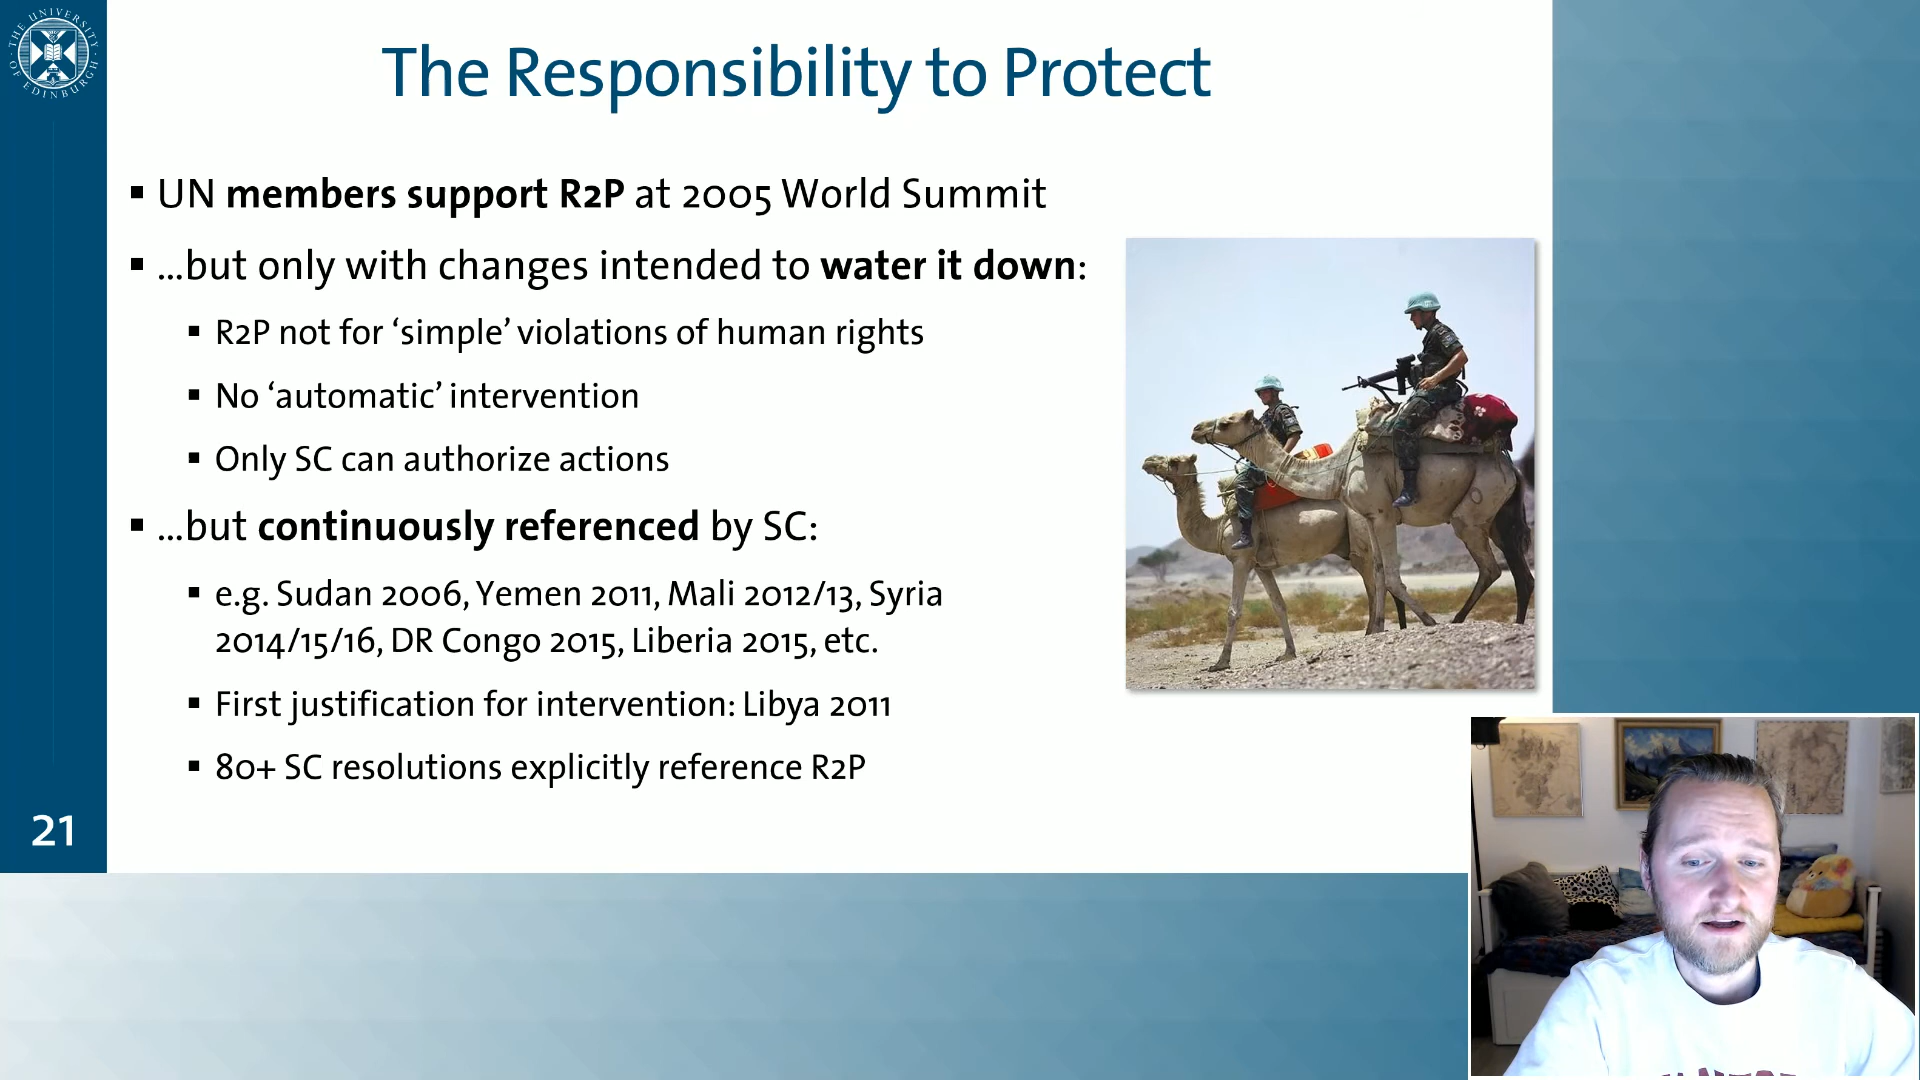 THE UNIVERSITY OF EDINBURGH
The Responsibility to Protect
▪ UN members support R2P at 2005 World Summit
▪ …but only with changes intended to water it down:
▪ R2P not for ‘simple’ violations of human rights
▪ No ‘automatic’ intervention
▪ Only SC can authorize actions
▪ …but continuously referenced by SC:
▪ e.g. Sudan 2006, Yemen 2011, Mali 2012/13, Syria
2014/15/16, DR Congo 2015, Liberia 2015, etc.
▪ First justification for intervention: Libya 2011
▪ 80+ SC resolutions explicitly reference R2P
21